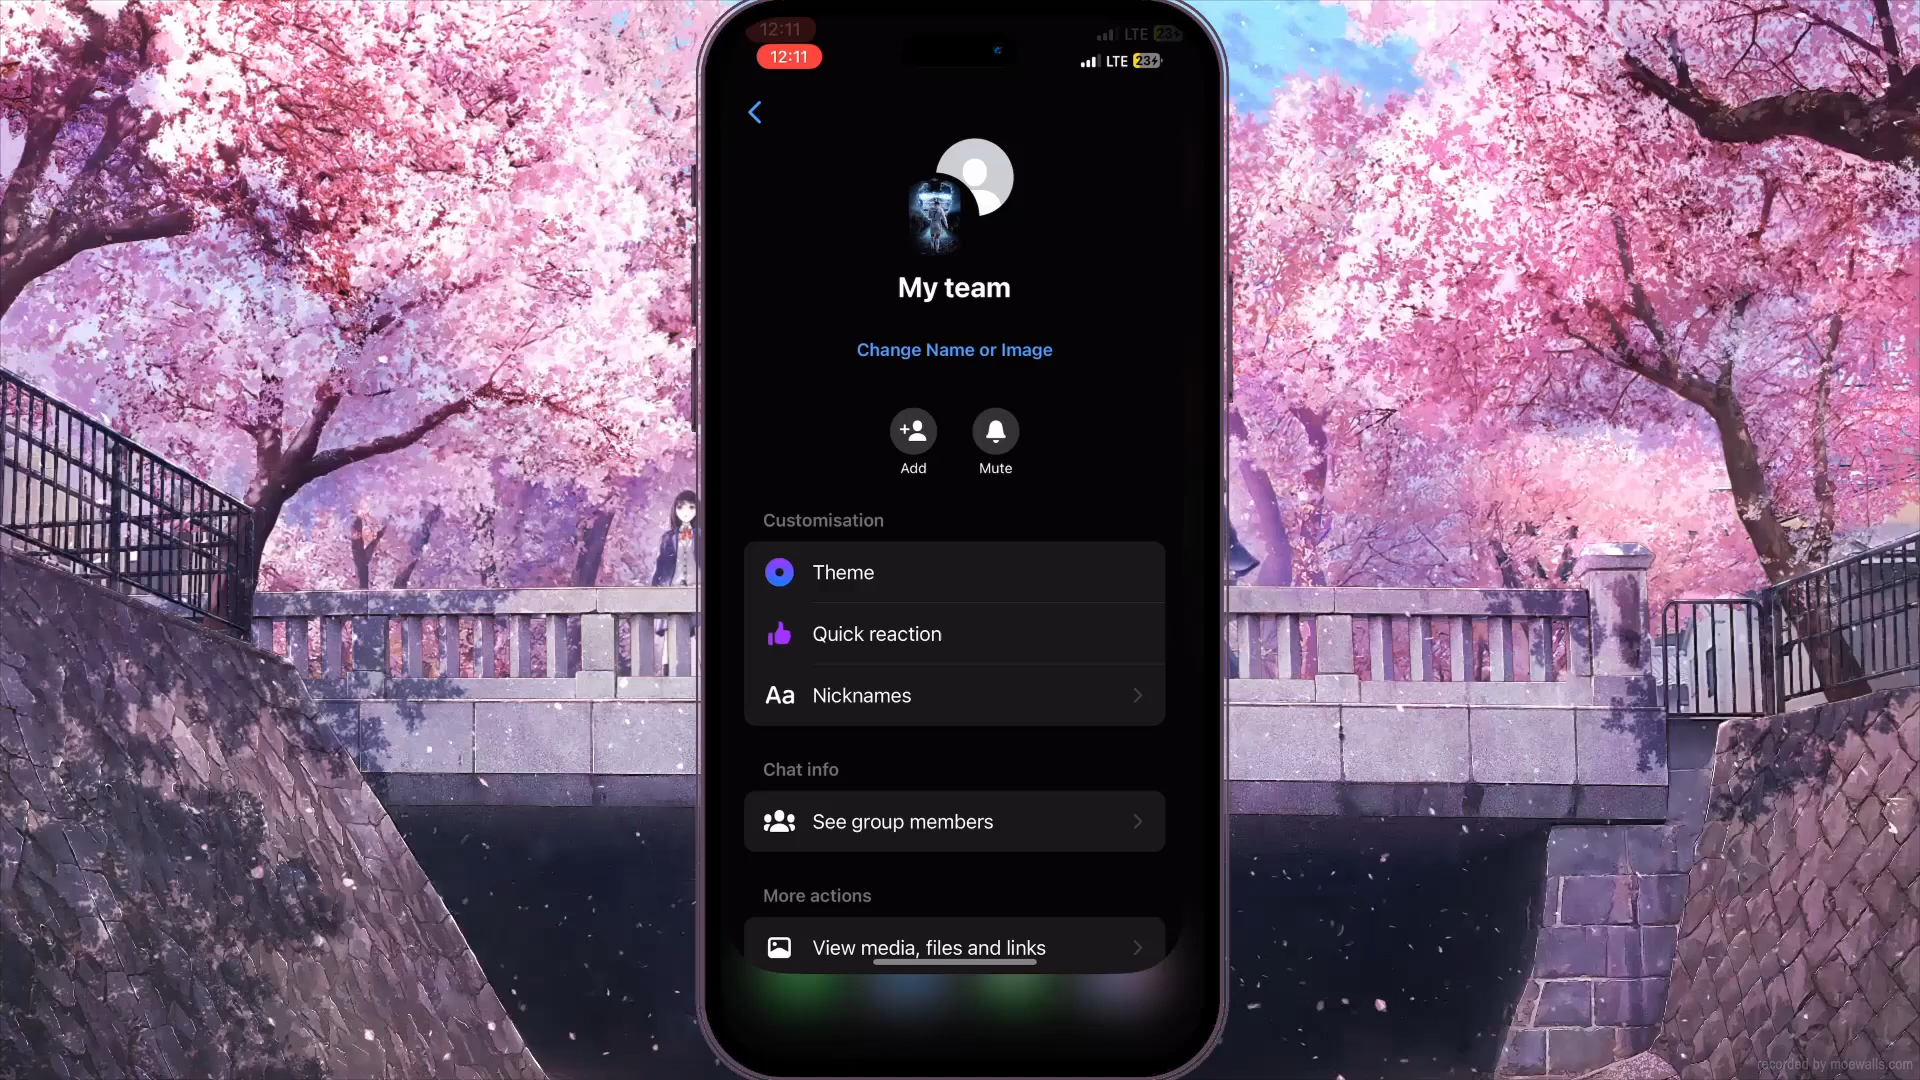 12:11 LTE 23
12:11 LTE 23
My team
Change Name or Image
Add Mute
Customisation
Theme
Quick reaction
Aa Nicknames
Chat info
See group members
More actions
View media, files and links
recorded by moewalls.com